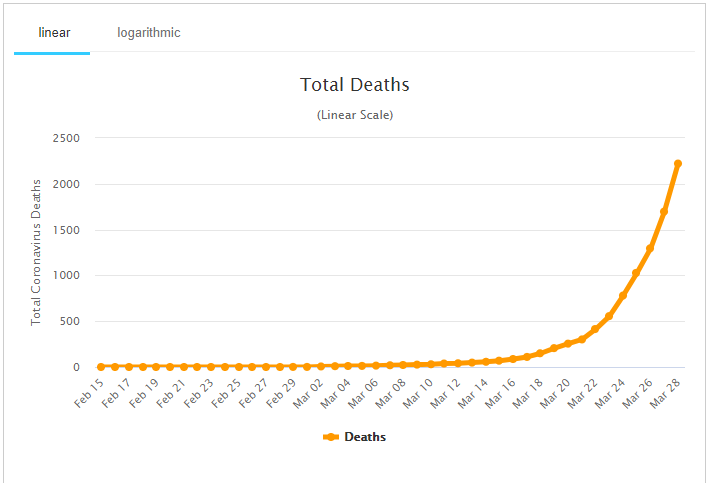 linear
logarithmic
Total Deaths
(Linear Scale)
Total Coronavirus Deaths
2500
2000
1500
1000
500
0
Feb 15
Feb 17
Feb 19
Feb 21
Feb 23
Feb 25
Feb 27
Feb 29
Mar 02
Mar 04
Mar 06
Mar 08
Mar 10
Mar 12
Mar 14
Mar 16
Mar 18
Mar 20
Mar 22
Mar 24
Mar 26
Mar 28
Deaths